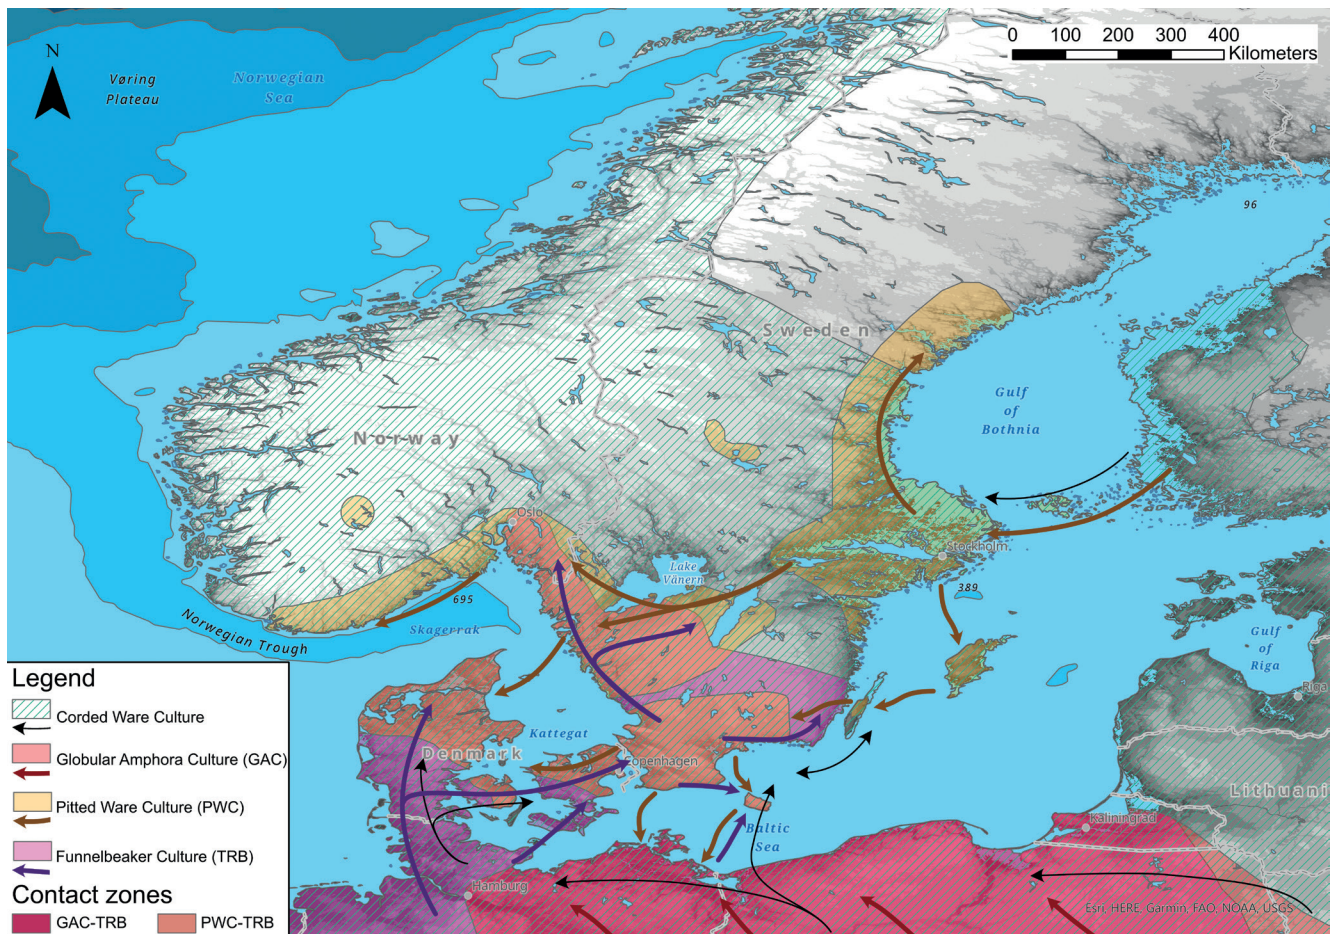 N
0 100 200 300 400
Kilometers
Vøring
Plateau
Norwegian
Sea
96
Sweden
Gulf
of
Bothnia
Norway
Oslo
Stockholm
Lake
Vänern
389
695
Skagerrak
Norwegian Trough
Gulf
of
Riga
Riga
Kattegat
Denmark
Copenhagen
Lithuani
Kaliningrad
Baltic
Sea
Hamburg
Esri, HERE, Garmin, FAO, NOAA, USGS
Legend
Corded Ware Culture
Globular Amphora Culture (GAC)
Pitted Ware Culture (PWC)
Funnelbeaker Culture (TRB)
Contact zones
GAC-TRB PWC-TRB